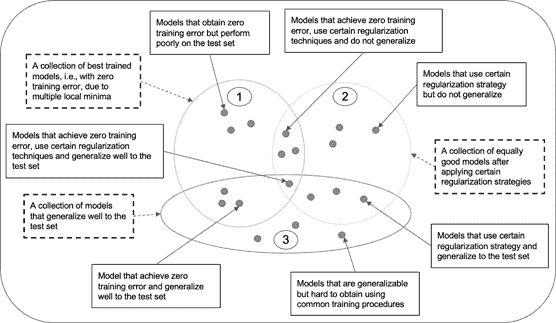 Models that obtain zero
training error but perform
poorly on the test set
Models that achieve zero training
error, use certain regularization
techniques and do not generalize
A collection of best trained
models, i.e., with zero
training error, due to
multiple local minima
1
2
Models that use certain
regularization strategy
but do not generalize
Models that achieve zero training
error, use certain regularization
techniques and generalize well to the
test set
A collection of equally
good models after
applying certain
regularization strategies
A collection of models
that generalize well to the
test set
3
Model that achieve zero
training error and generalize
well to the test set
Models that are generalizable
but hard to obtain using
common training procedures
Models that use certain
regularization strategy and
generalize to the test set